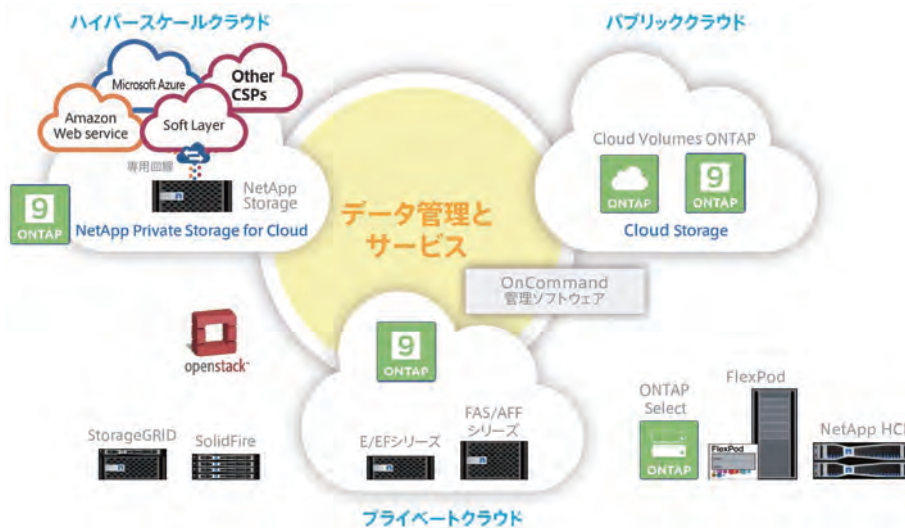 ハイパースケールクラウド
パブリッククラウド
Microsoft Azure
Other
CSPs
Amazon
Web service
Soft Layer
専用回線
NetApp
Storage
9
ONTAP
NetApp Private Storage for Cloud
データ管理と
サービス
Cloud Volumes ONTAP
ONTAP
9
ONTAP
Cloud Storage
OnCommand
管理ソフトウェア
openstack
9
ONTAP
StorageGRID
SolidFire
E/EFシリーズ
FAS/AFF
シリーズ
ONTAP
Select
ONTAP
FlexPod
FlexPod
NetApp HCI
プライベートクラウド